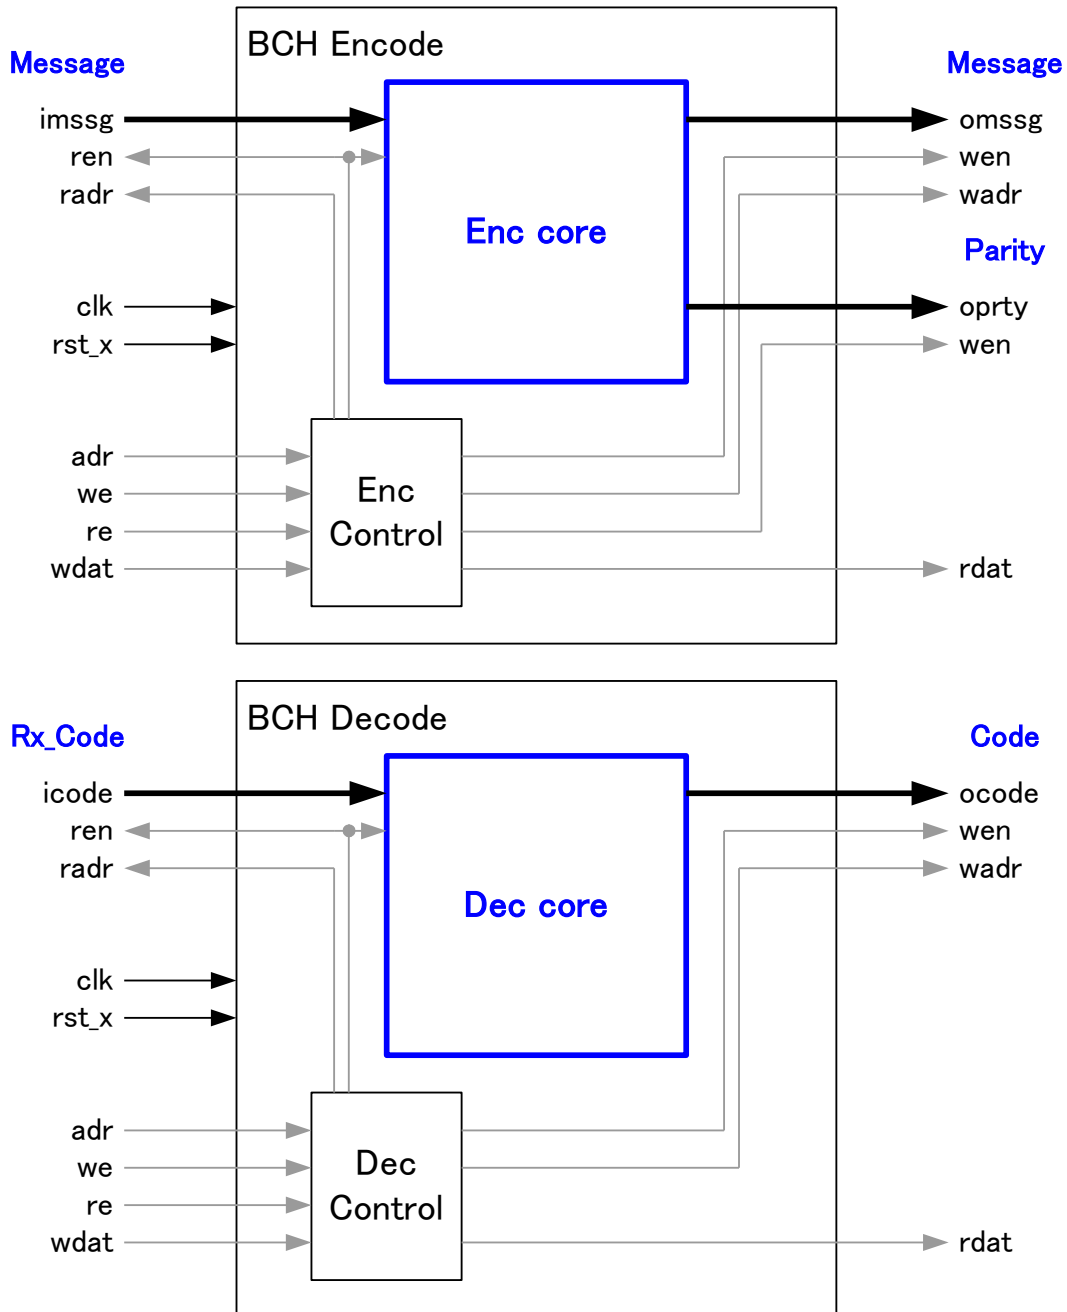 BCH Encode
Message
Message
imssg
omssg
ren
wen
radr
wadr
Enc core
Parity
clk
oprty
rst_x
wen
adr
we
Enc
Control
re
wdat
rdat
BCH Decode
Rx_Code
Code
icode
ocode
ren
wen
radr
wadr
Dec core
clk
rst_x
adr
we
Dec
Control
re
wdat
rdat